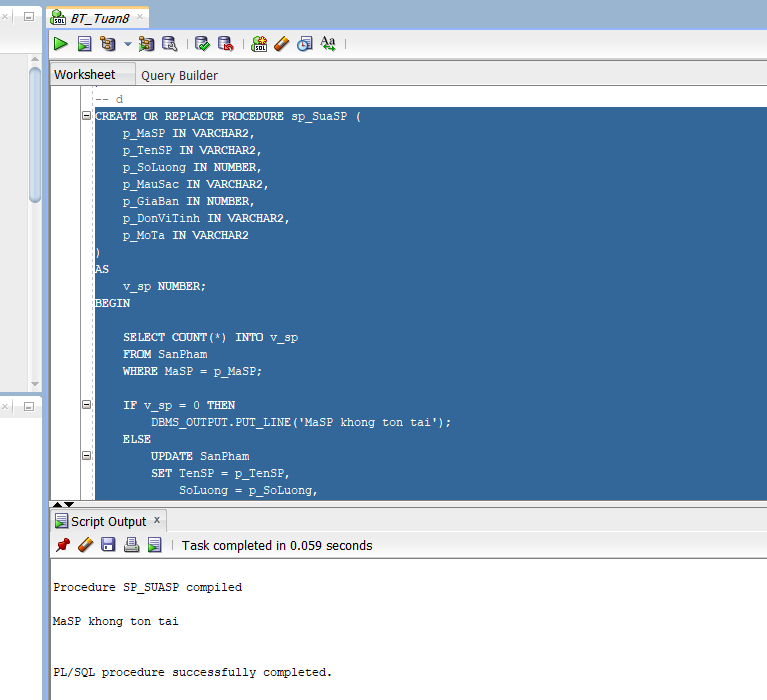 BT_Tuan8
Worksheet Query Builder
-- d
CREATE OR REPLACE PROCEDURE sp_SuaSP (
    p_MaSP IN VARCHAR2,
    p_TenSP IN VARCHAR2,
    p_SoLuong IN NUMBER,
    p_MauSac IN VARCHAR2,
    p_GiaBan IN NUMBER,
    p_DonViTinh IN VARCHAR2,
    p_MoTa IN VARCHAR2
)
AS
    v_sp NUMBER;
BEGIN
    SELECT COUNT(*) INTO v_sp
    FROM SanPham
    WHERE MaSP = p_MaSP;
    IF v_sp = 0 THEN
        DBMS_OUTPUT.PUT_LINE('MaSP khong ton tai');
    ELSE
        UPDATE SanPham
        SET TenSP = p_TenSP,
            SoLuong = p_SoLuong,
Script Output
Task completed in 0.059 seconds
Procedure SP_SUASP compiled
MaSP khong ton tai
PL/SQL procedure successfully completed.